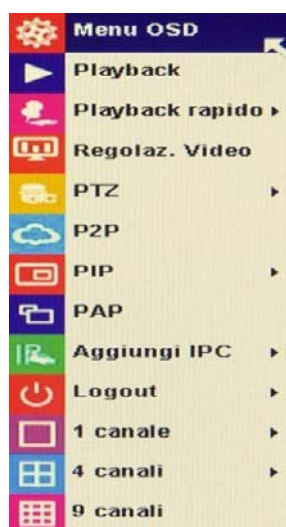 Menu OSD
Playback
Playback rapido
Regolaz. Video
PTZ
P2P
PIP
PAP
Aggiungi IPC
Logout
1 canale
4 canali
9 canali